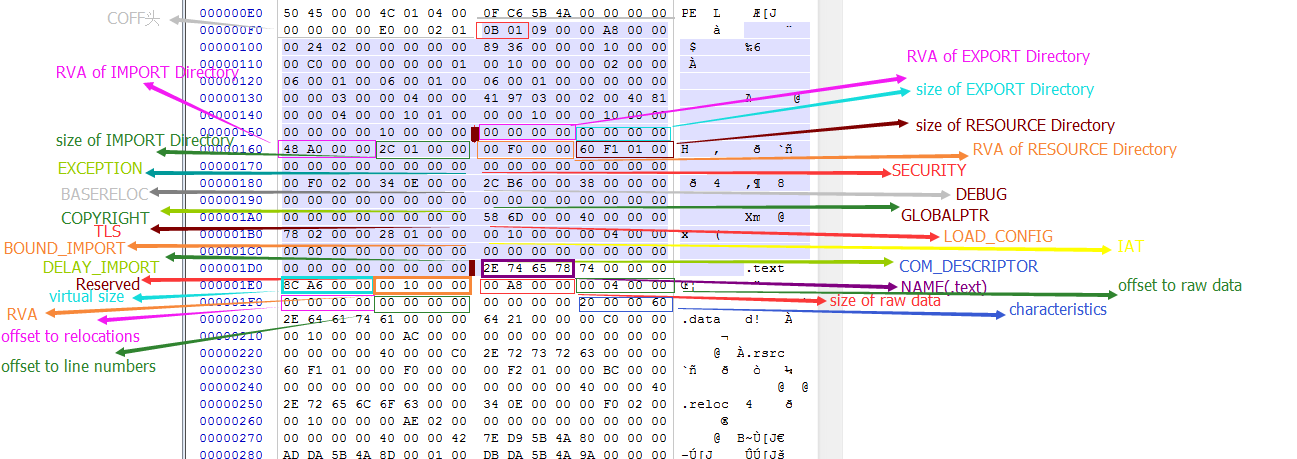 COFF头
RVA of IMPORT Directory
size of IMPORT Directory
EXCEPTION
BASERELOC
COPYRIGHT
TLS
BOUND_IMPORT
DELAY_IMPORT
Reserved
virtual size
RVA
offset to relocations
offset to line numbers
000000E0 50 45 00 00 4C 01 04 00 0F C6 5B 4A 00 00 00 00 PE L Æ[J
000000F0 00 00 00 00 E0 00 02 01 0B 01 09 00 00 A8 00 00 à ¨
00000100 00 24 02 00 00 00 00 00 89 36 00 00 00 10 00 00 $ ‰6
00000110 00 C0 00 00 00 00 00 01 00 10 00 00 00 02 00 00 À
00000120 06 00 01 00 06 00 01 00 06 00 01 00 00 00 00 00
00000130 00 00 03 00 00 04 00 00 41 97 03 00 02 00 40 81 @
00000140 00 00 04 00 00 10 01 00 00 00 10 00 00 10 00 00
00000150 00 00 00 00 10 00 00 00 00 00 00 00 00 00 00 00
00000160 48 A0 00 00 2C 01 00 00 00 F0 00 00 60 F1 01 00 H , ð `ñ
00000170 00 00 00 00 00 00 00 00 00 00 00 00 00 00 00 00
00000180 00 F0 02 00 34 0E 00 00 2C B6 00 00 38 00 00 00 ð 4 ,¶ 8
00000190 00 00 00 00 00 00 00 00 00 00 00 00 00 00 00 00
000001A0 00 00 00 00 00 00 00 00 58 6D 00 00 40 00 00 00 Xm @
000001B0 78 02 00 00 28 01 00 00 00 10 00 00 00 04 00 00 x (
000001C0 00 00 00 00 00 00 00 00 00 00 00 00 00 00 00 00
000001D0 00 00 00 00 00 00 00 00 2E 74 65 78 74 00 00 00 .text
000001E0 8C A6 00 00 00 10 00 00 00 A8 00 00 00 04 00 00 Œ¦
000001F0 00 00 00 00 00 00 00 00 00 00 00 00 20 00 00 60
00000200 2E 64 61 74 61 00 00 00 64 21 00 00 00 C0 00 00 .data d! À
00000210 00 10 00 00 00 AC 00 00 00 00 00 00 00 00 00 00 ¬
00000220 00 00 00 00 40 00 00 C0 2E 72 73 72 63 00 00 00 @ À.rsrc
00000230 60 F1 01 00 00 F0 00 00 00 F2 01 00 00 BC 00 00 `ñ ð ò ¼
00000240 00 00 00 00 00 00 00 00 00 00 00 00 40 00 00 40 @ @
00000250 2E 72 65 6C 6F 63 00 00 34 0E 00 00 00 F0 02 00 .reloc 4 ð
00000260 00 10 00 00 00 AE 02 00 00 00 00 00 00 00 00 00 ®
00000270 00 00 00 00 40 00 00 42 7E D9 5B 4A 80 00 00 00 @ B~Ù[J€
00000280 AD DA 5B 4A 8D 00 01 00 DB DA 5B 4A 9A 00 00 00 ­Ú[J ÛÚ[Jš
RVA of EXPORT Directory
size of EXPORT Directory
size of RESOURCE Directory
RVA of RESOURCE Directory
SECURITY
DEBUG
GLOBALPTR
LOAD_CONFIG
IAT
COM_DESCRIPTOR
NAME(.text)
offset to raw data
size of raw data
characteristics